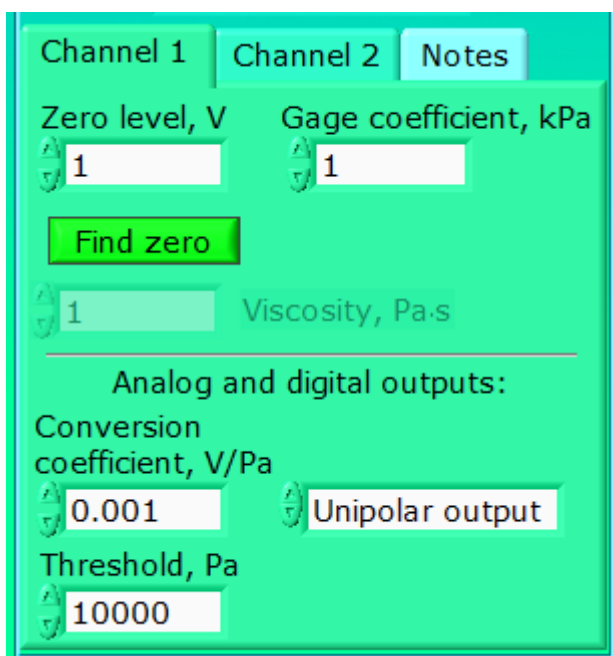 Channel 1 Channel 2 Notes
Zero level, V Gage coefficient, kPa
1 1
Find zero
1 Viscosity, Pa·s
Analog and digital outputs:
Conversion
coefficient, V/Pa
0.001 Unipolar output
Threshold, Pa
10000